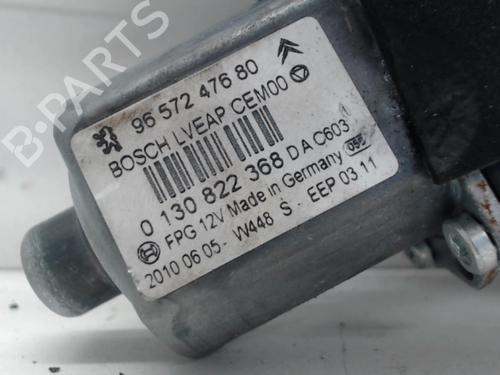 96 572 476 80
BOSCH LVEAP CEM00
0 130 822 368 D A C603
FPG 12V Made in Germany
2010 06 05 - W448 S - EEP 03 11
B-Parts